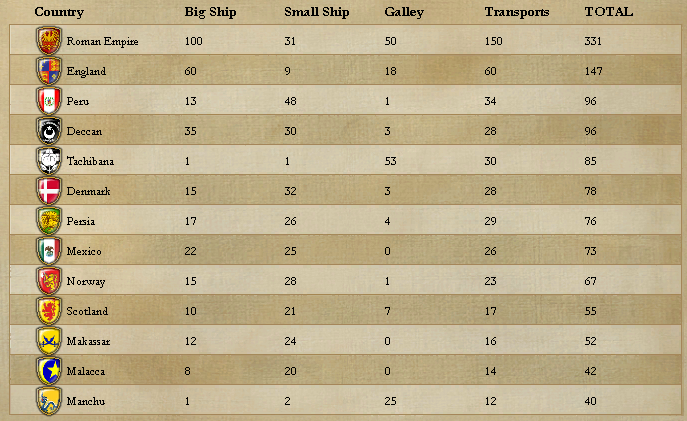 Country Big Ship Small Ship Galley Transports TOTAL
Roman Empire 100 31 50 150 331
England 60 9 18 60 147
Peru 13 48 1 34 96
Deccan 35 30 3 28 96
Tachibana 1 1 53 30 85
Denmark 15 32 3 28 78
Persia 17 26 4 29 76
Mexico 22 25 0 26 73
Norway 15 28 1 23 67
Scotland 10 21 7 17 55
Makassar 12 24 0 16 52
Malacca 8 20 0 14 42
Manchu 1 2 25 12 40